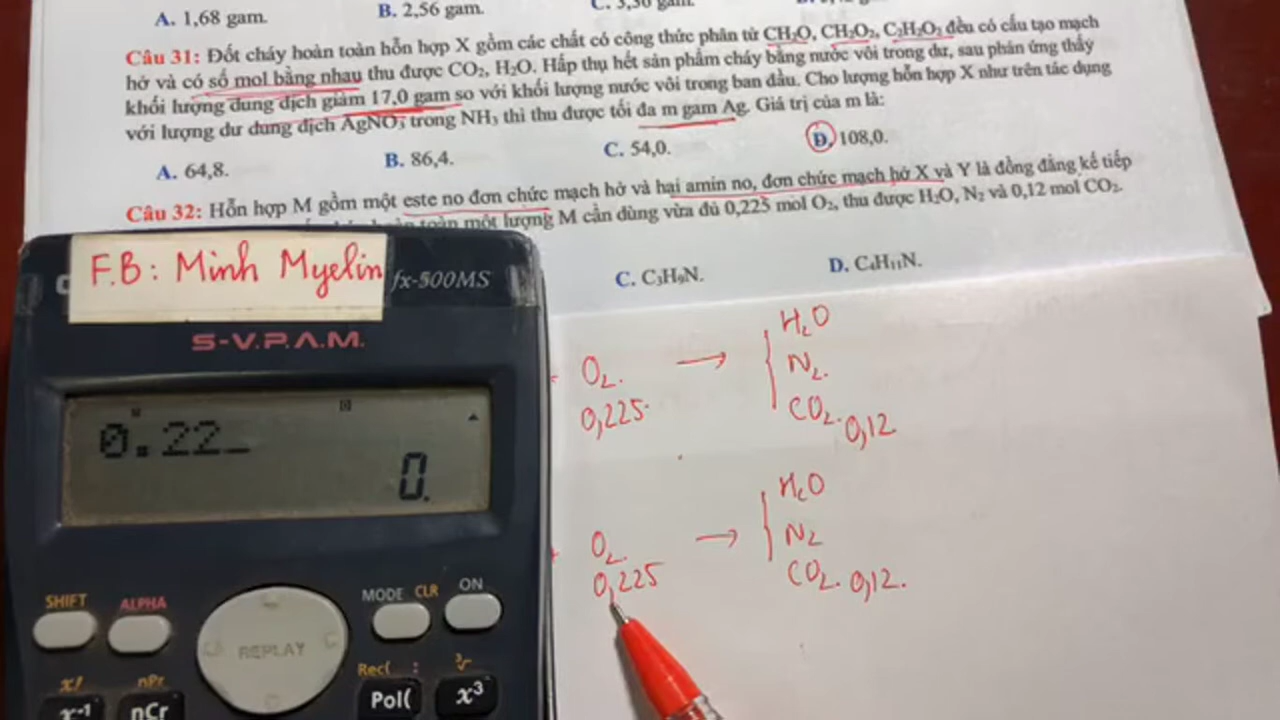 A. 1,68 gam.
B. 2,56 gam.
Câu 31: Đốt cháy hoàn toàn hỗn hợp X gồm các chất có công thức phân tử CH₂O, CH₂O₂, C₂H₂O₂ đều có cấu tạo mạch
hở và có số mol bằng nhau thu được CO₂, H₂O. Hấp thụ hết sản phẩm cháy bằng nước vôi trong dư, sau phản ứng thấy
khối lượng dung dịch giảm 17,0 gam so với khối lượng nước vôi trong ban đầu. Cho lượng hỗn hợp X như trên tác dụng
với lượng dư dung dịch AgNO₃ trong NH₃ thì thu được tối đa m gam Ag. Giá trị của m là:
A. 64,8.
B. 86,4.
C. 54,0.
D. 108,0.
Câu 32: Hỗn hợp M gồm một este no đơn chức mạch hở và hai amin no, đơn chức mạch hở X và Y là đồng đẳng kế tiếp
toàn một lượng M cần dùng vừa đủ 0,225 mol O₂, thu được H₂O, N₂ và 0,12 mol CO₂.
C. C₃H₉N.
D. C₄H₁₁N.
F.B: Minh Myelin
fx-500MS
S-V.P.A.M.
0.22_
0.
SHIFT
ALPHA
MODE CLR
ON
REPLAY
x!
nPr
Rec( :
³√
x⁻¹
nCr
Pol(
x³
O₂. → H₂O
N₂.
0,225.
CO₂. 0,12
O₂. → H₂O
N₂
0,225
CO₂. 0,12.